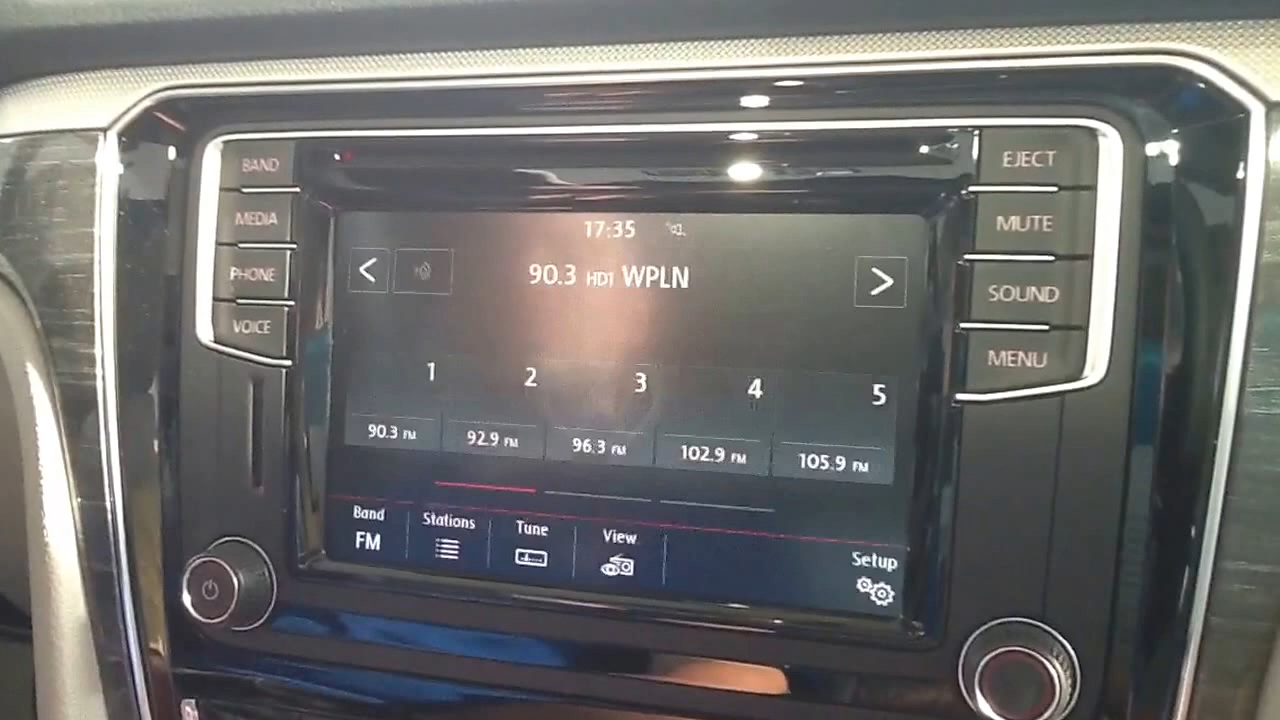 BAND
MEDIA
PHONE
VOICE
EJECT
MUTE
SOUND
MENU
17:35
90.3 HD1 WPLN
1 2 3 4 5
90.3 FM 92.9 FM 96.3 FM 102.9 FM 105.9 FM
Band Stations Tune View Setup
FM